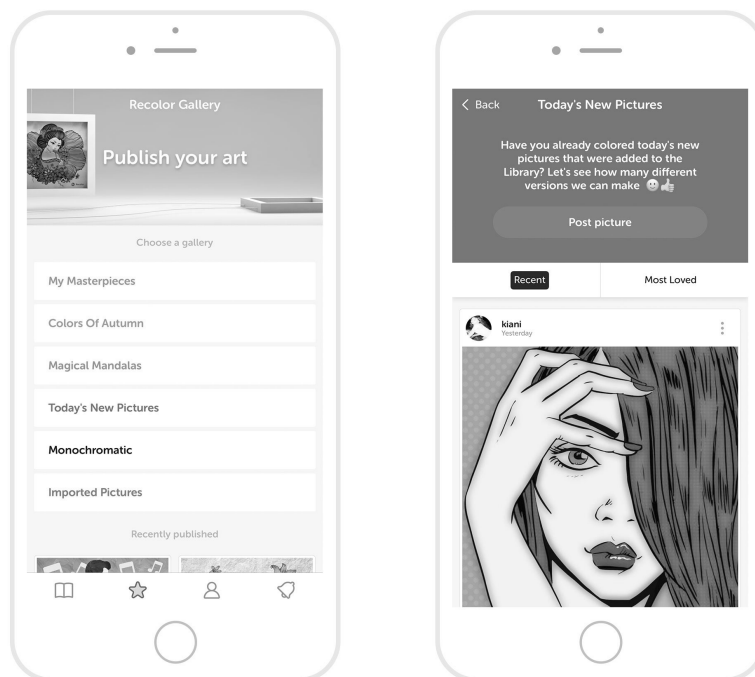 Recolor Gallery
Publish your art
Choose a gallery
My Masterpieces
Colors Of Autumn
Magical Mandalas
Today's New Pictures
Monochromatic
Imported Pictures
Recently published
Back
Today's New Pictures
Have you already colored today's new
pictures that were added to the
Library? Let's see how many different
versions we can make
Post picture
Recent
Most Loved
kiani
Yesterday